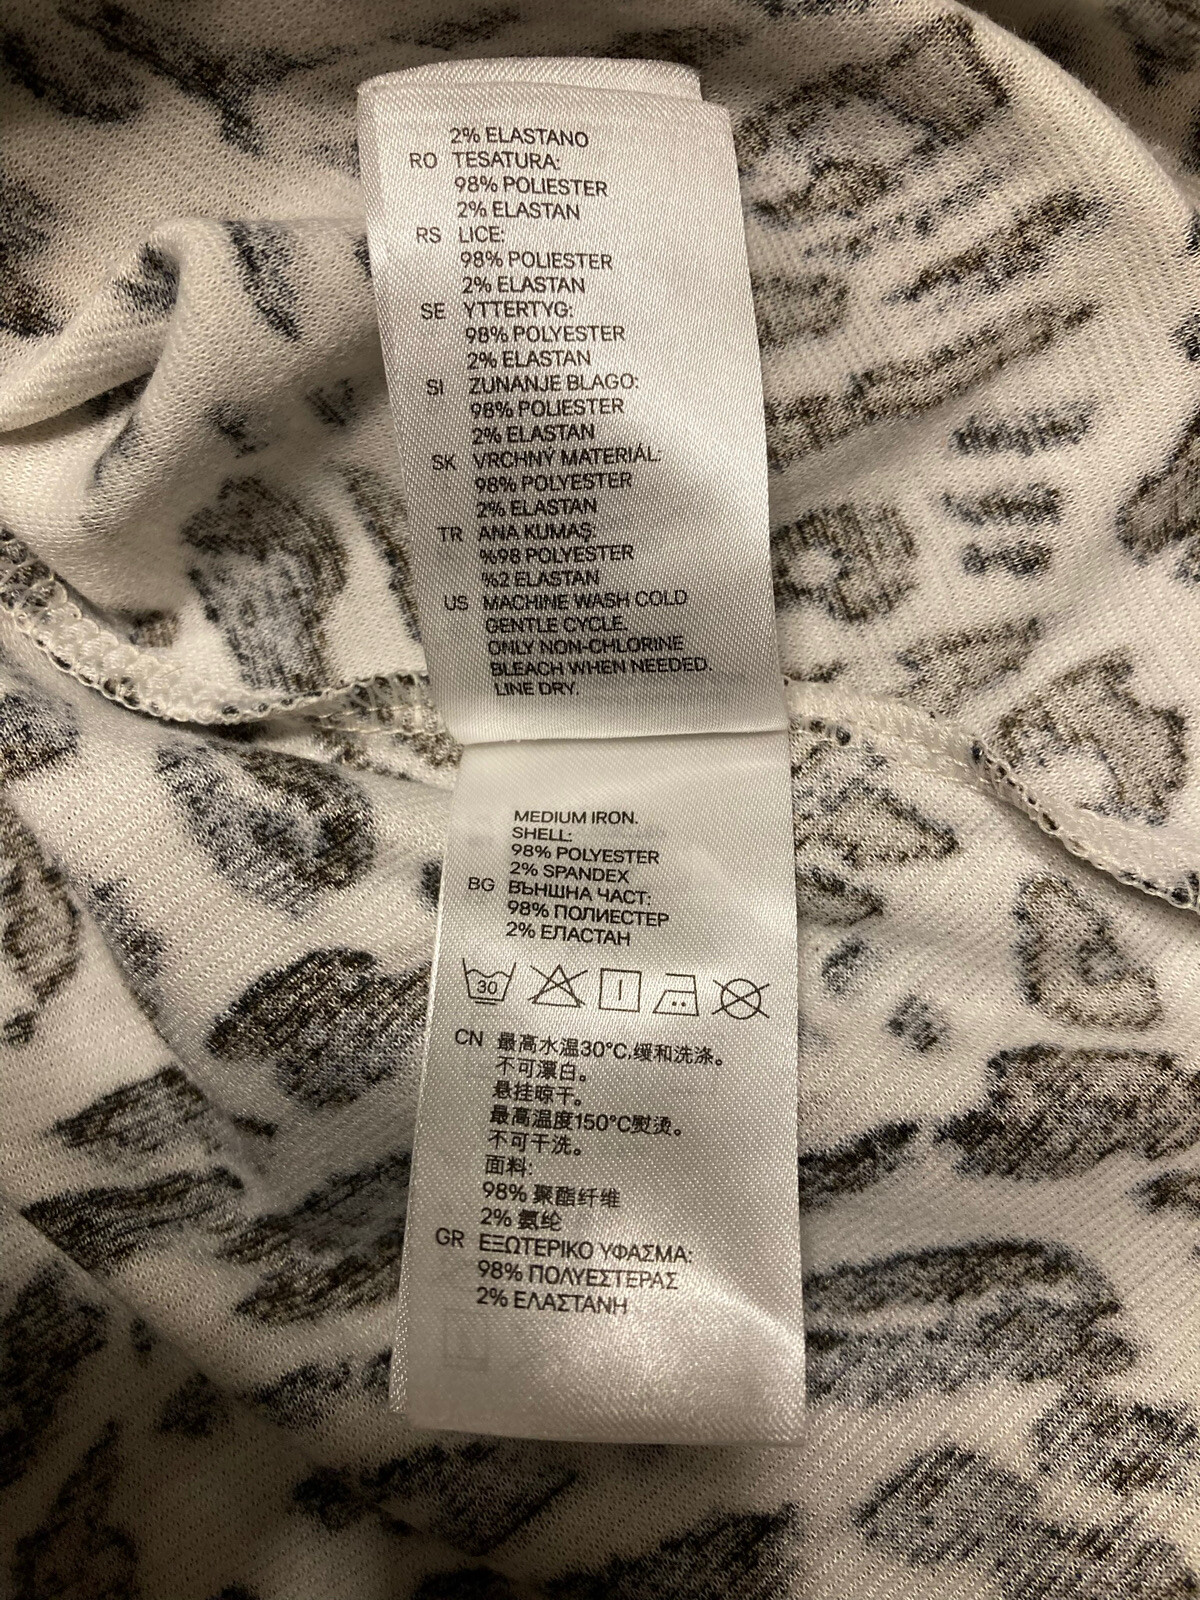 2% ELASTANO
RO TESATURA:
98% POLIESTER
2% ELASTAN
RS LICE:
98% POLIESTER
2% ELASTAN
SE YTTERTYG:
98% POLYESTER
2% ELASTAN
SI ZUNANJE BLAGO:
98% POLIESTER
2% ELASTAN
SK VRCHNÝ MATERIÁL:
98% POLYESTER
2% ELASTAN
TR ANA KUMAŞ:
%98 POLYESTER
%2 ELASTAN
US MACHINE WASH COLD
GENTLE CYCLE.
ONLY NON-CHLORINE
BLEACH WHEN NEEDED.
LINE DRY.
MEDIUM IRON.
SHELL:
98% POLYESTER
2% SPANDEX
BG ВЪНШНА ЧАСТ:
98% ПОЛИЕСТЕР
2% ЕЛАСТАН
30
CN 最高水温30°C,缓和洗涤。
不可漂白。
悬挂晾干。
最高温度150°C熨烫。
不可干洗。
面料:
98% 聚酯纤维
2% 氨纶
GR ΕΞΩΤΕΡΙΚΟ ΥΦΑΣΜΑ:
98% ΠΟΛΥΕΣΤΕΡΑΣ
2% ΕΛΑΣΤΑΝΗ